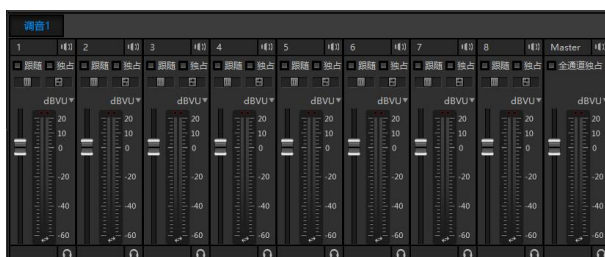 调音1
1 2 3 4 5 6 7 8 Master
跟随 独占 跟随 独占 跟随 独占 跟随 独占 跟随 独占 跟随 独占 跟随 独占 跟随 独占 全通道独占
dBVU dBVU dBVU dBVU dBVU dBVU dBVU dBVU dBVU
20 20 20 20 20 20 20 20 20
10 10 10 10 10 10 10 10 10
0 0 0 0 0 0 0 0 0
-20 -20 -20 -20 -20 -20 -20 -20 -20
-40 -40 -40 -40 -40 -40 -40 -40 -40
-60 -60 -60 -60 -60 -60 -60 -60 -60